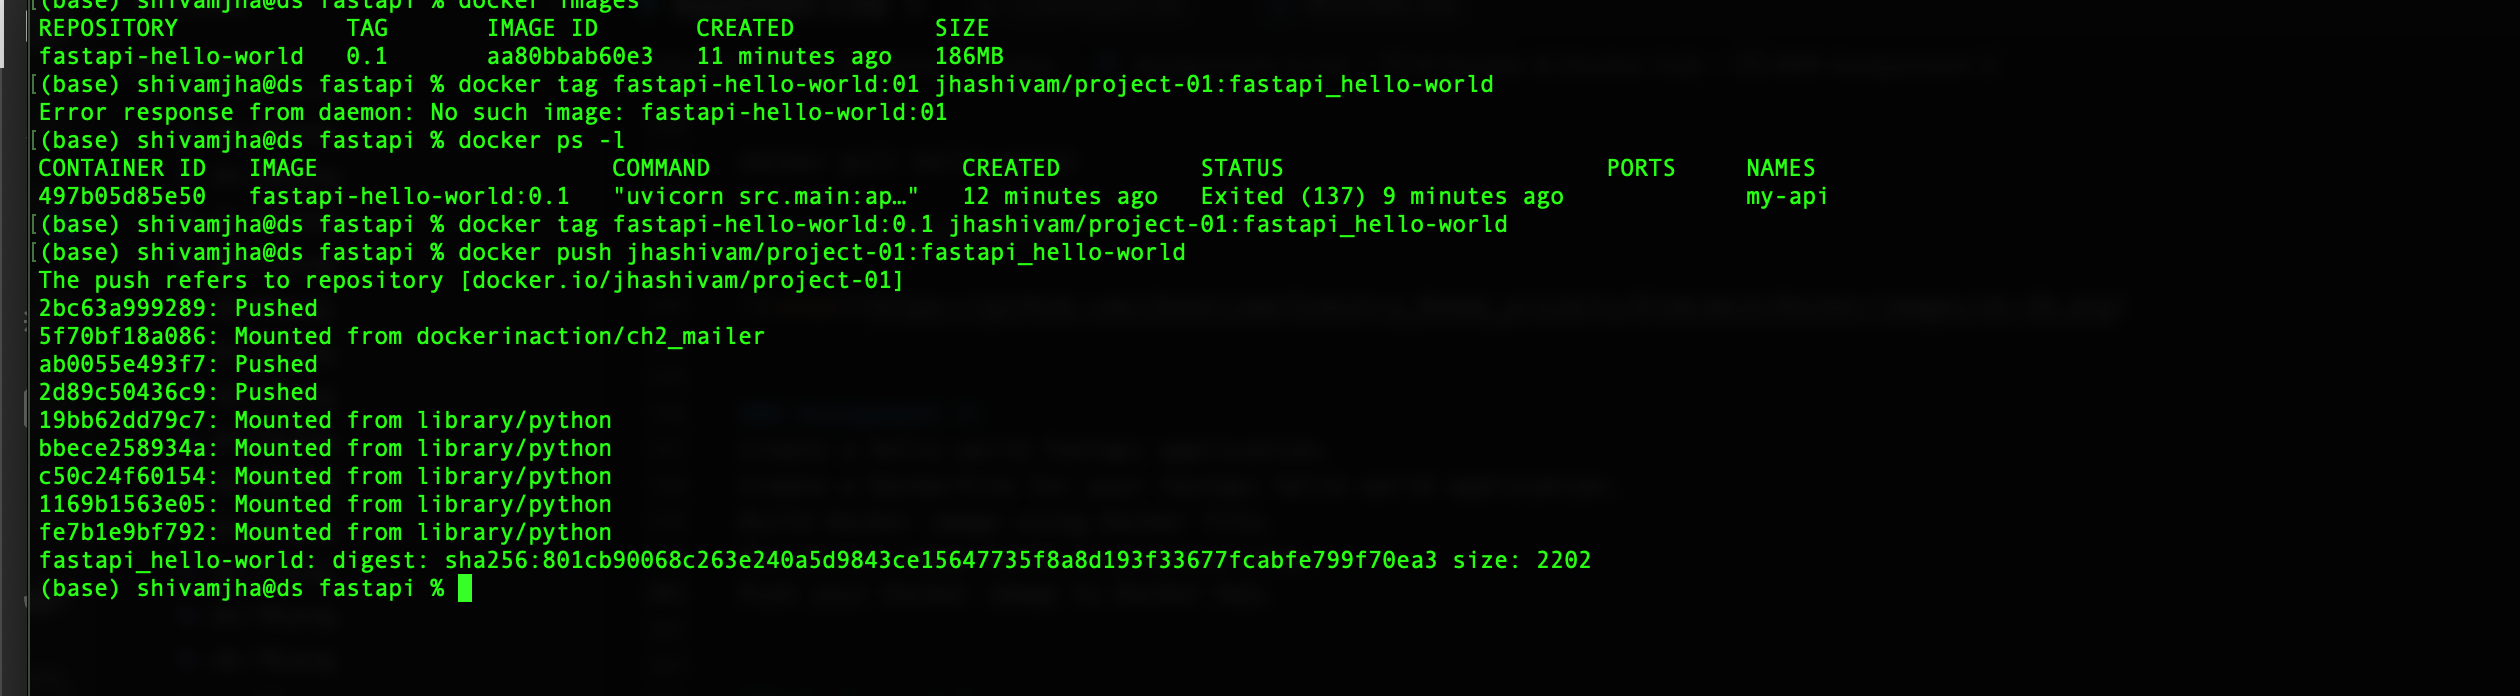 (base) shivamjha@ds fastapi % docker images
REPOSITORY TAG IMAGE ID CREATED SIZE
fastapi-hello-world 0.1 aa80bbab60e3 11 minutes ago 186MB
[(base) shivamjha@ds fastapi % docker tag fastapi-hello-world:01 jhashivam/project-01:fastapi_hello-world
Error response from daemon: No such image: fastapi-hello-world:01
[(base) shivamjha@ds fastapi % docker ps -l
CONTAINER ID IMAGE COMMAND CREATED STATUS PORTS NAMES
497b05d85e50 fastapi-hello-world:0.1 "uvicorn src.main:ap…" 12 minutes ago Exited (137) 9 minutes ago my-api
[(base) shivamjha@ds fastapi % docker tag fastapi-hello-world:0.1 jhashivam/project-01:fastapi_hello-world
[(base) shivamjha@ds fastapi % docker push jhashivam/project-01:fastapi_hello-world
The push refers to repository [docker.io/jhashivam/project-01]
2bc63a999289: Pushed
5f70bf18a086: Mounted from dockerinaction/ch2_mailer
ab0055e493f7: Pushed
2d89c50436c9: Pushed
19bb62dd79c7: Mounted from library/python
bbece258934a: Mounted from library/python
c50c24f60154: Mounted from library/python
1169b1563e05: Mounted from library/python
fe7b1e9bf792: Mounted from library/python
fastapi_hello-world: digest: sha256:801cb90068c263e240a5d9843ce15647735f8a8d193f33677fcabfe799f70ea3 size: 2202
(base) shivamjha@ds fastapi %